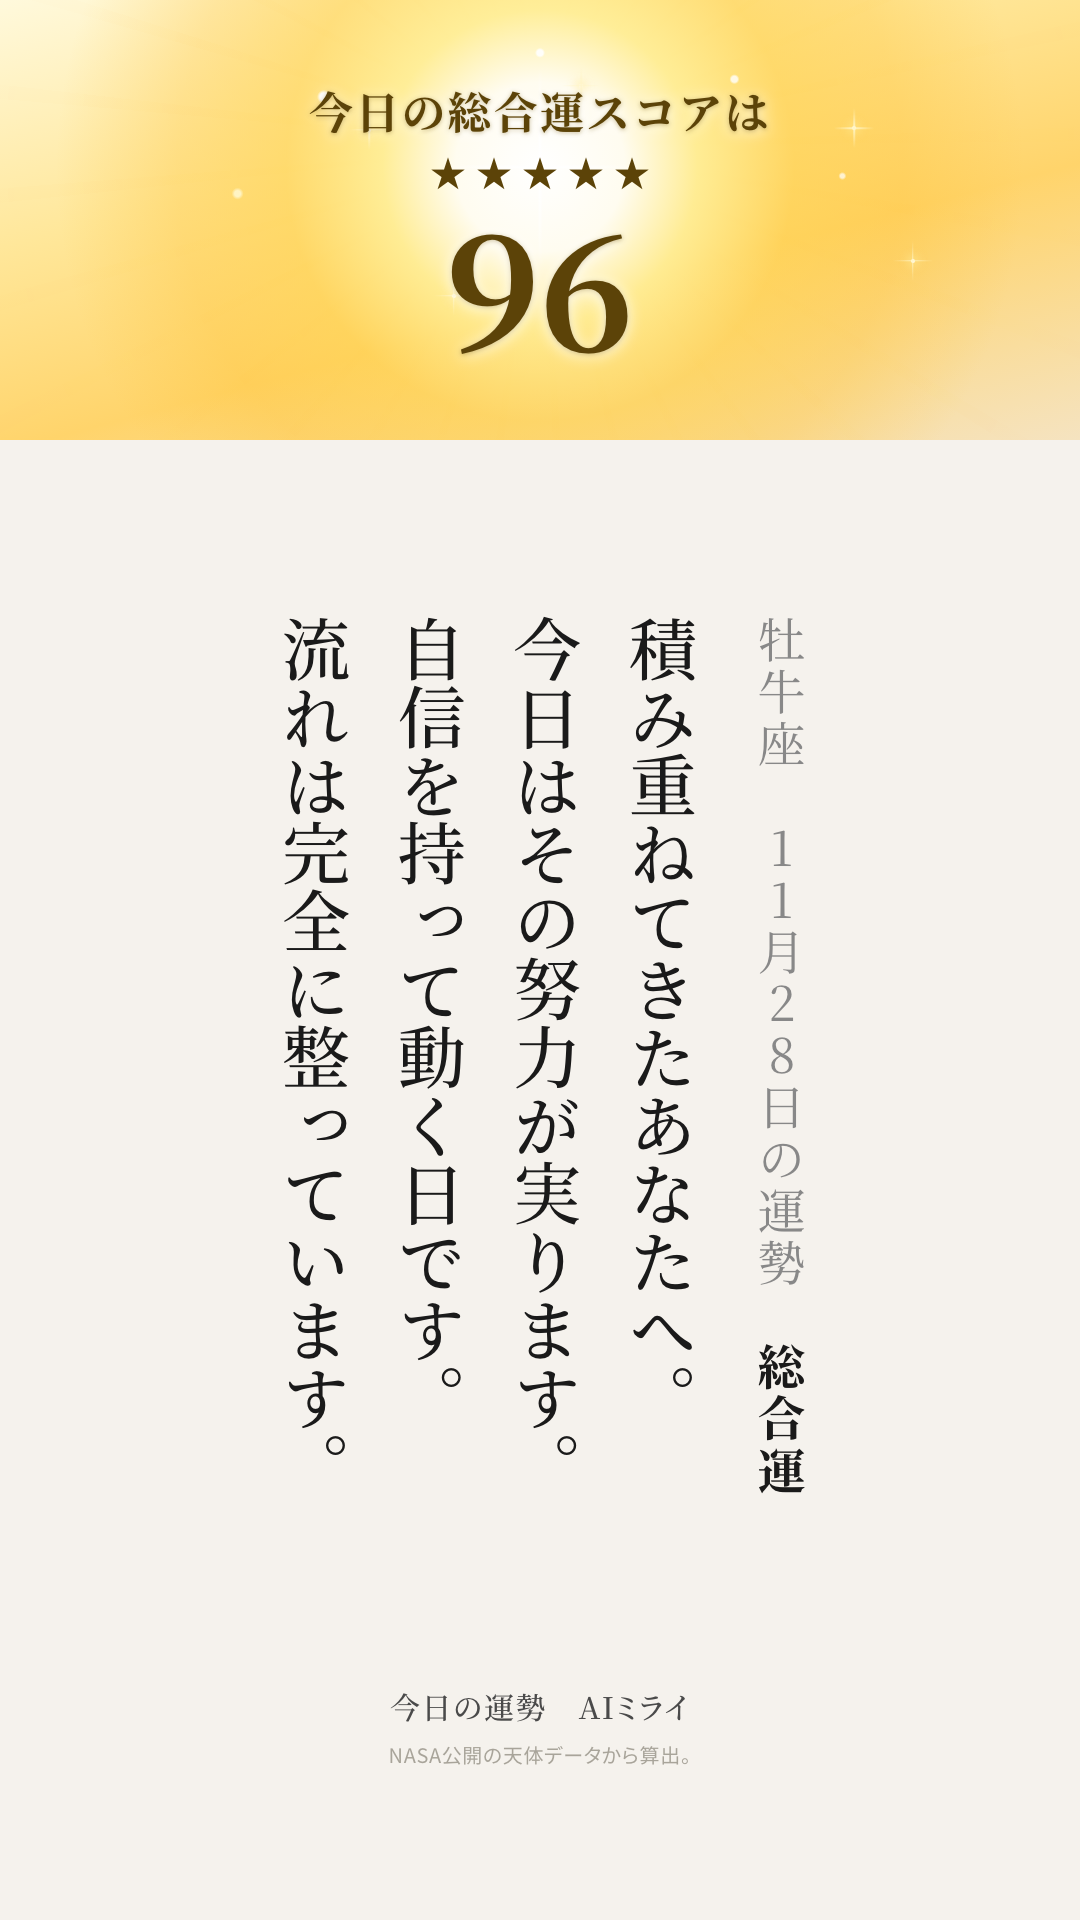 今日の総合運スコアは
★★★★★
96
牡牛座　11月28日の運勢　総合運
積み重ねてきたあなたへ。
今日はその努力が実ります。
自信を持って動く日です。
流れは完全に整っています。
今日の運勢　AIミライ
NASA公開の天体データから算出。